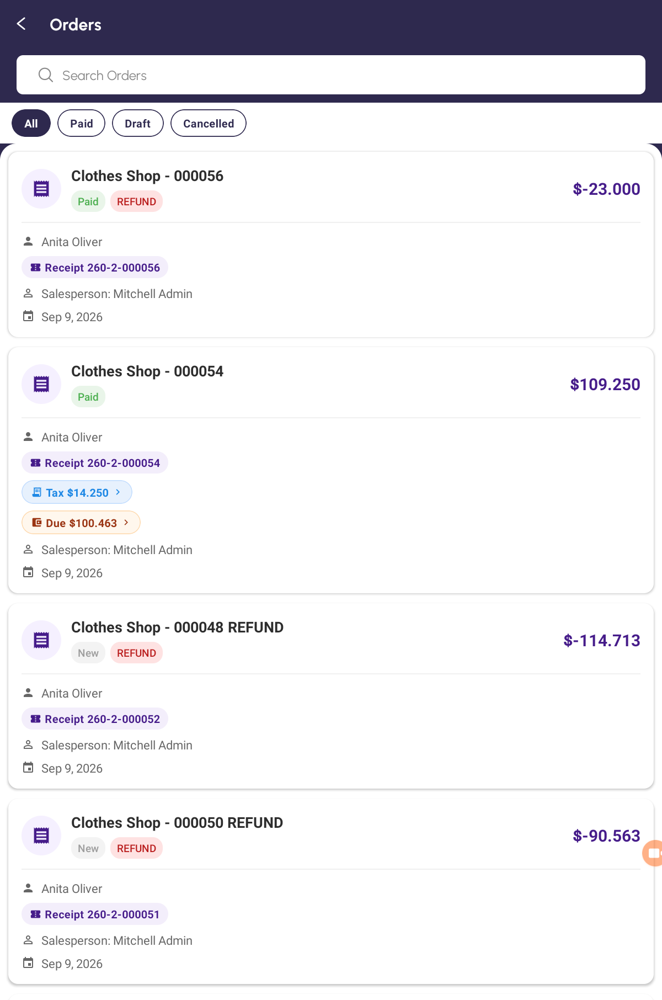 Orders
Search Orders
All
Paid
Draft
Cancelled
Clothes Shop - 000056
Paid
REFUND
$-23.000
Anita Oliver
Receipt 260-2-000056
Salesperson: Mitchell Admin
Sep 9, 2026
Clothes Shop - 000054
Paid
$109.250
Anita Oliver
Receipt 260-2-000054
Tax $14.250
Due $100.463
Salesperson: Mitchell Admin
Sep 9, 2026
Clothes Shop - 000048 REFUND
New
REFUND
$-114.713
Anita Oliver
Receipt 260-2-000052
Salesperson: Mitchell Admin
Sep 9, 2026
Clothes Shop - 000050 REFUND
New
REFUND
$-90.563
Anita Oliver
Receipt 260-2-000051
Salesperson: Mitchell Admin
Sep 9, 2026